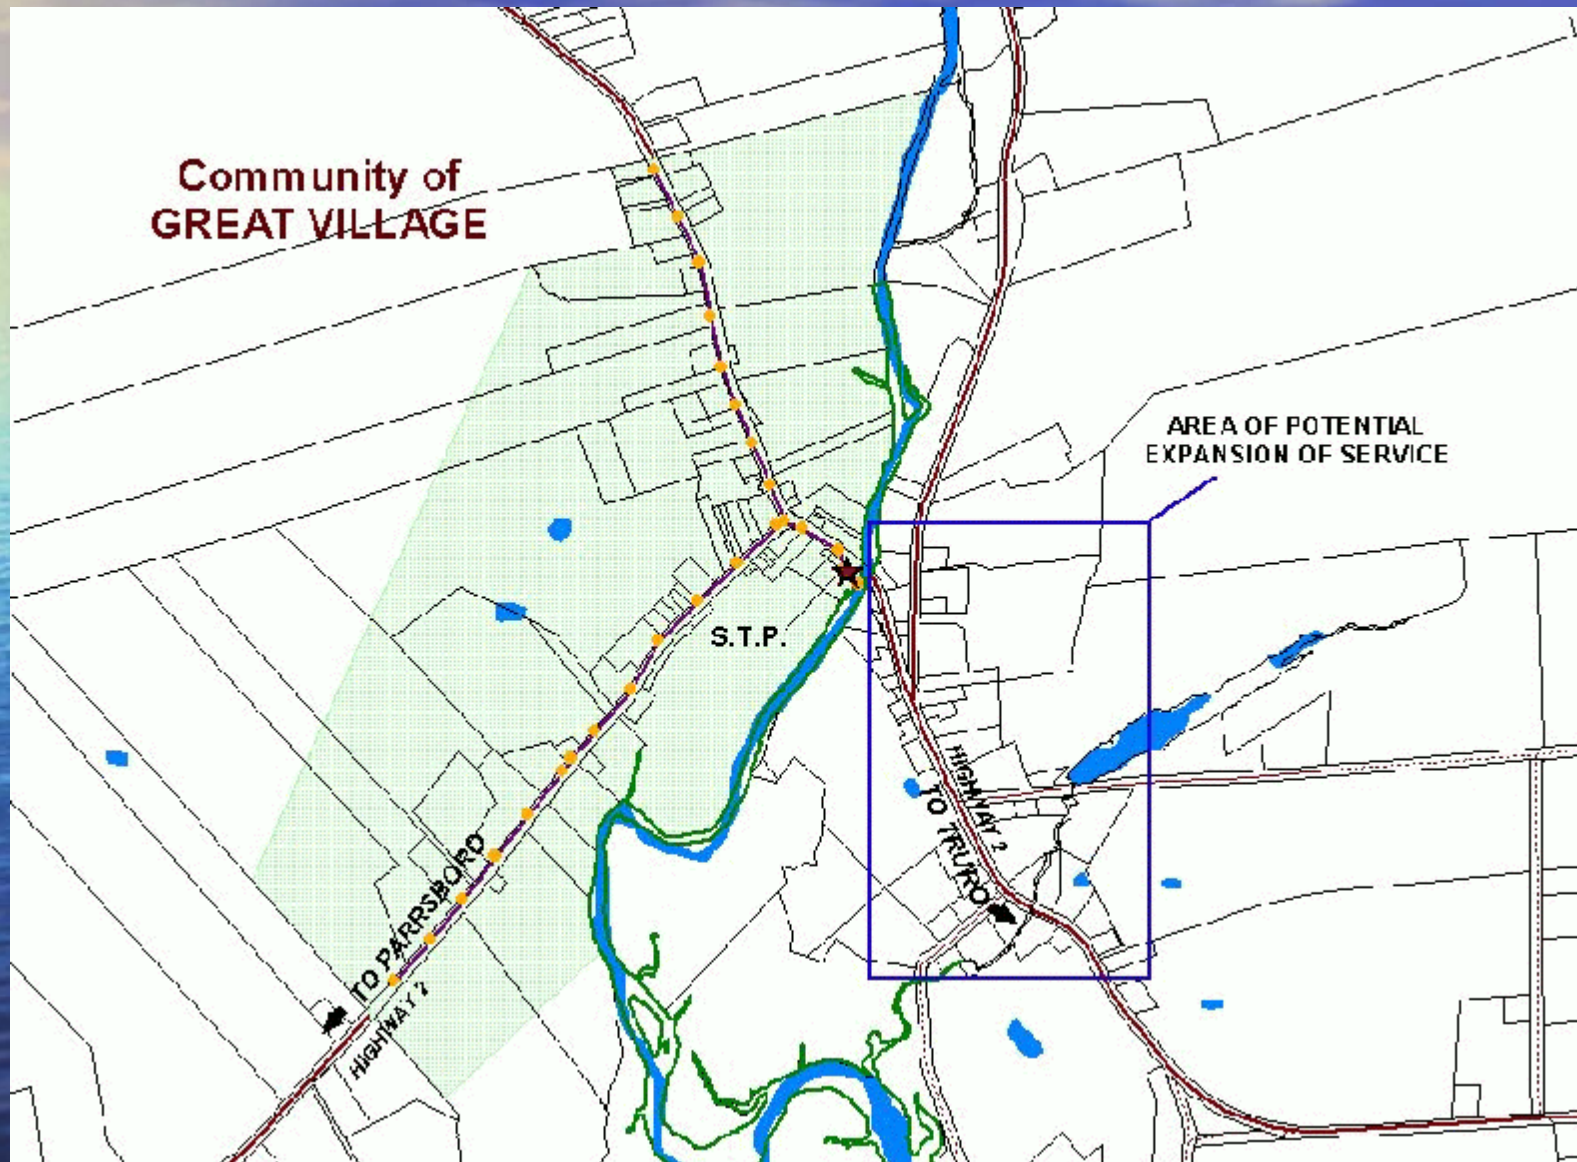 Community of
GREAT VILLAGE
AREA OF POTENTIAL
EXPANSION OF SERVICE
S.T.P.
HIGHWAY 2
TO TRURO
TO PARRSBORO
HIGHWAY 2